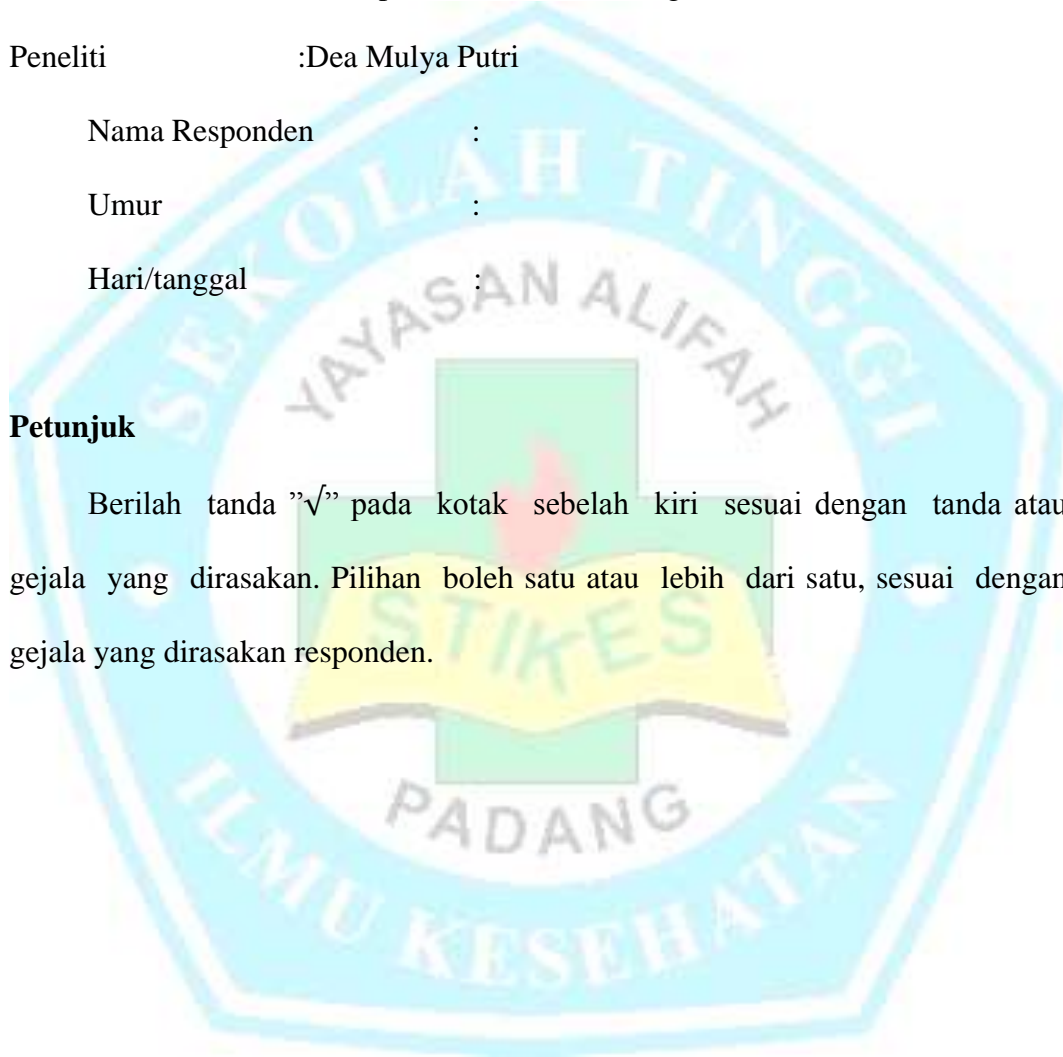 Peneliti :Dea Mulya Putri
Nama Responden :
Umur :
Hari/tanggal :
Petunjuk
Berilah tanda ”√” pada kotak sebelah kiri sesuai dengan tanda atau
gejala yang dirasakan. Pilihan boleh satu atau lebih dari satu, sesuai dengan
gejala yang dirasakan responden.
SEKOLAH TINGGI
YAYASAN ALIFAH
STIKES
PADANG
ILMU KESEHATAN